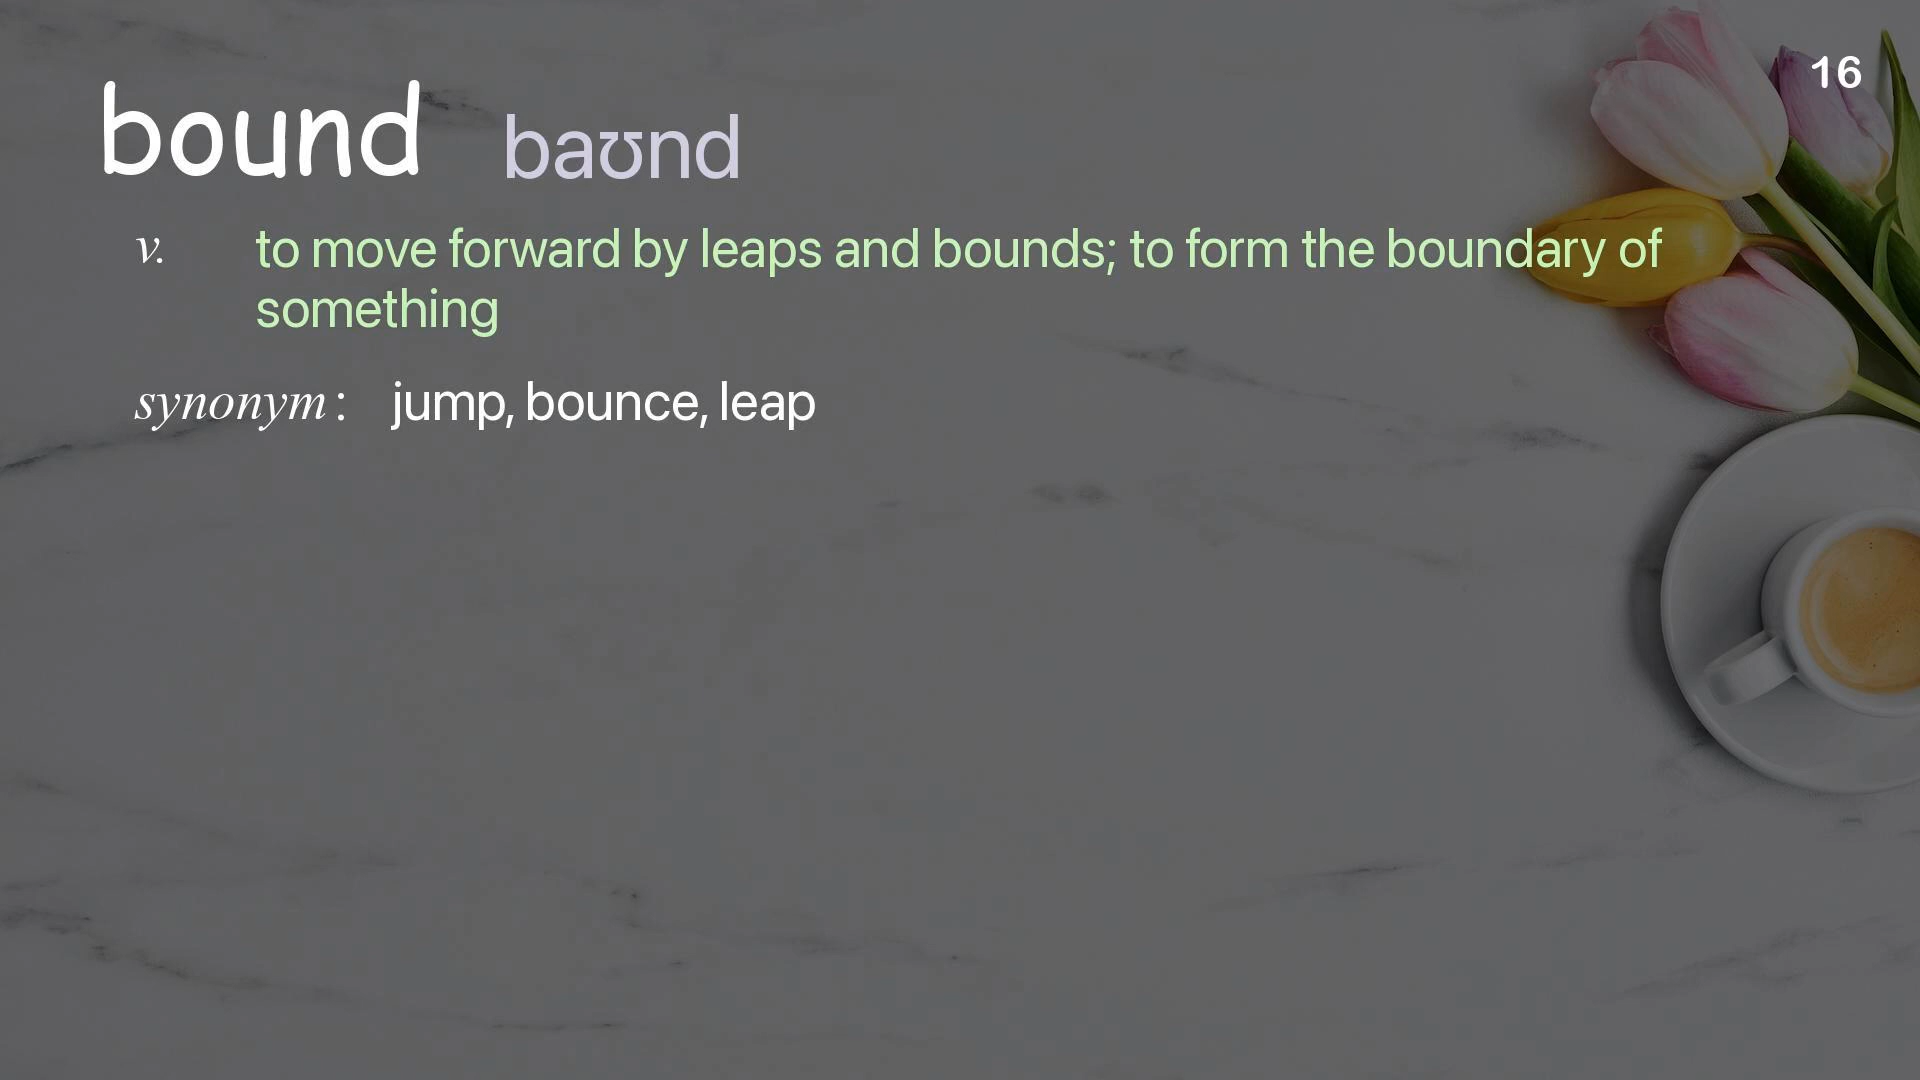 16
bound baʊnd
v. to move forward by leaps and bounds; to form the boundary of
something
synonym : jump, bounce, leap